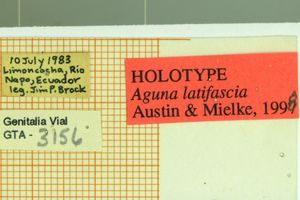 10 July 1983
Limoncocha, Rio
Napo, Ecuador
leg. Jim P. Brock
Genitalia Vial
GTA - 3156
HOLOTYPE
Aguna latifascia
Austin & Mielke, 1998